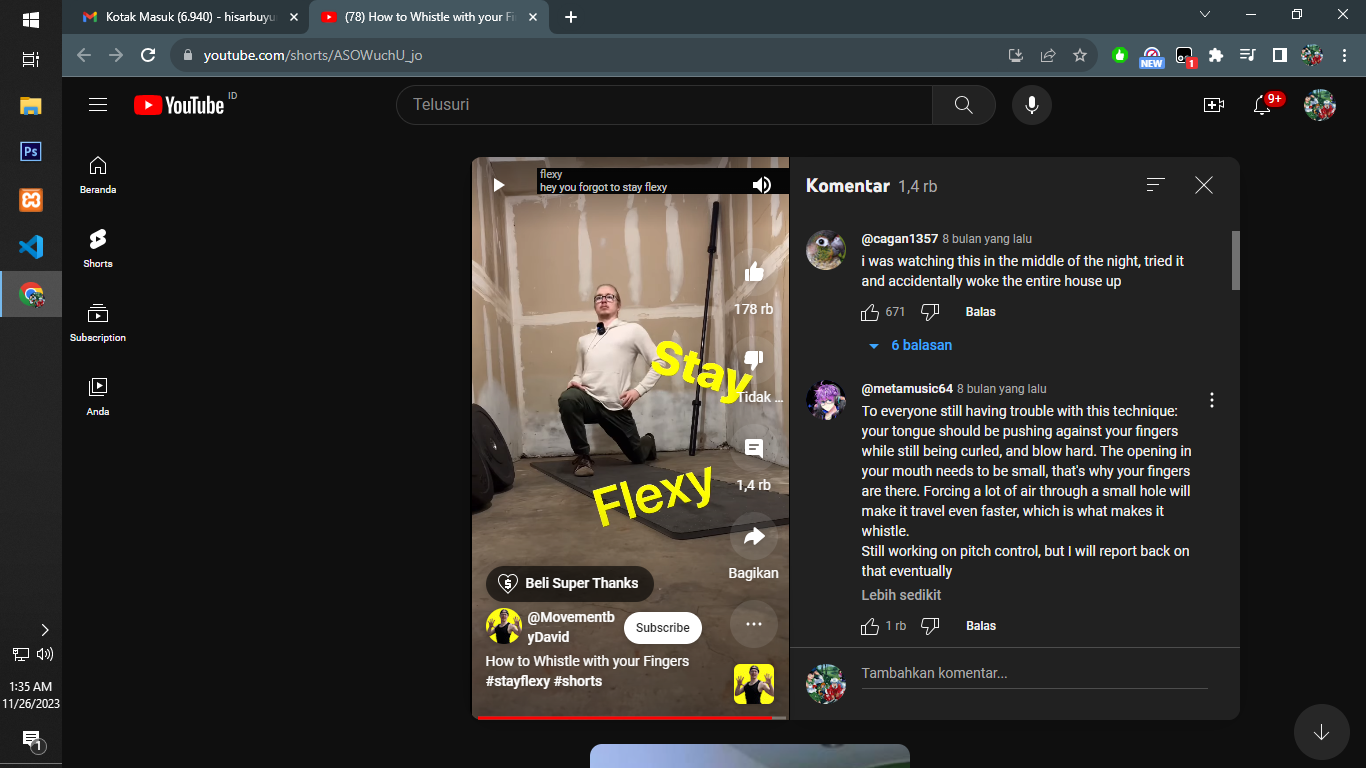 Kotak Masuk (6.940) - hisarbuyu
(78) How to Whistle with your Fi
youtube.com/shorts/ASOWuchU_jo
NEW
1
Ps
YouTube ID
Telusuri
9+
Beranda
Shorts
Subscription
Anda
flexy
hey you forgot to stay flexy
178 rb
Stay
Tidak ...
Flexy
1,4 rb
Bagikan
Beli Super Thanks
@Movementb
yDavid
Subscribe
How to Whistle with your Fingers
#stayflexy #shorts
Komentar 1,4 rb
@cagan1357 8 bulan yang lalu
i was watching this in the middle of the night, tried it
and accidentally woke the entire house up
671
Balas
6 balasan
@metamusic64 8 bulan yang lalu
To everyone still having trouble with this technique:
your tongue should be pushing against your fingers
while still being curled, and blow hard. The opening in
your mouth needs to be small, that's why your fingers
are there. Forcing a lot of air through a small hole will
make it travel even faster, which is what makes it
whistle.
Still working on pitch control, but I will report back on
that eventually
Lebih sedikit
1 rb
Balas
Tambahkan komentar...
1:35 AM
11/26/2023
1